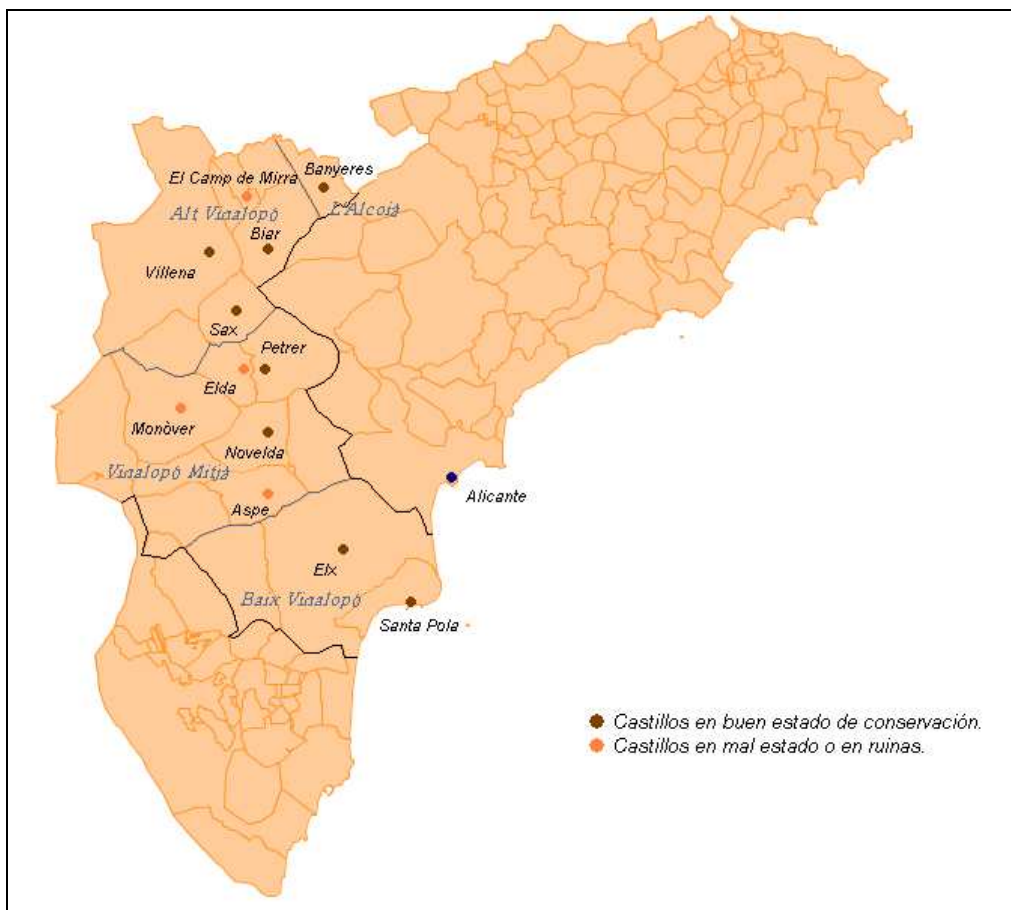 Banyeres
El Camp de Mirra
Alt Vinalopó
L'Alcoià
Biar
Villena
Sax
Petrer
Elda
Monòver
Novelda
Vinalopó Mitjà
Aspe
Alicante
Elx
Baix Vinalopó
Santa Pola
Castillos en buen estado de conservación.
Castillos en mal estado o en ruinas.